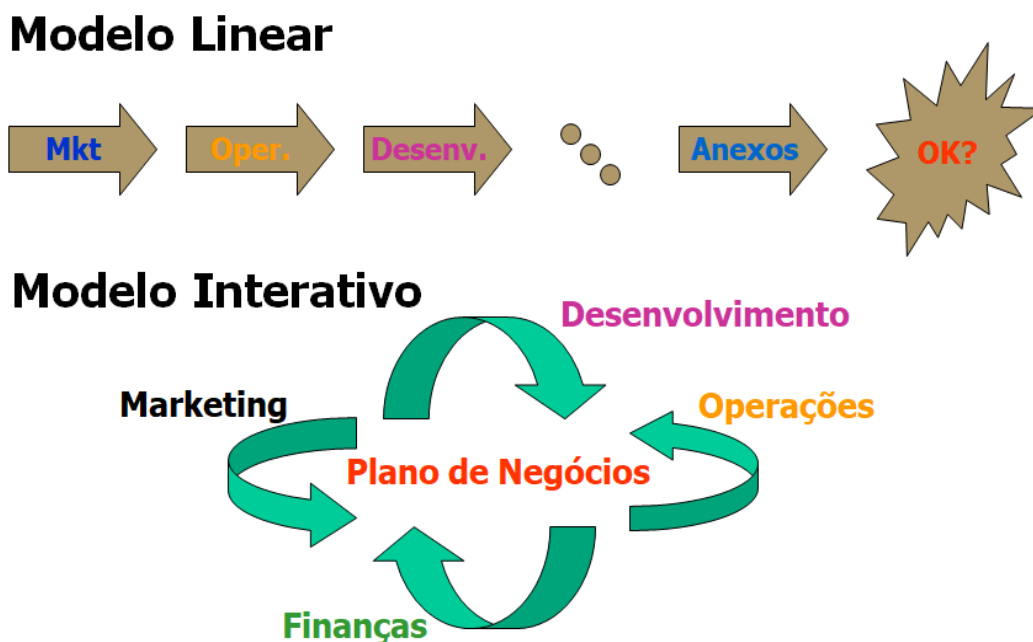 Modelo Linear
Mkt
Oper.
Desenv.
Anexos
OK?
Modelo Interativo
Desenvolvimento
Marketing
Operações
Plano de Negócios
Finanças